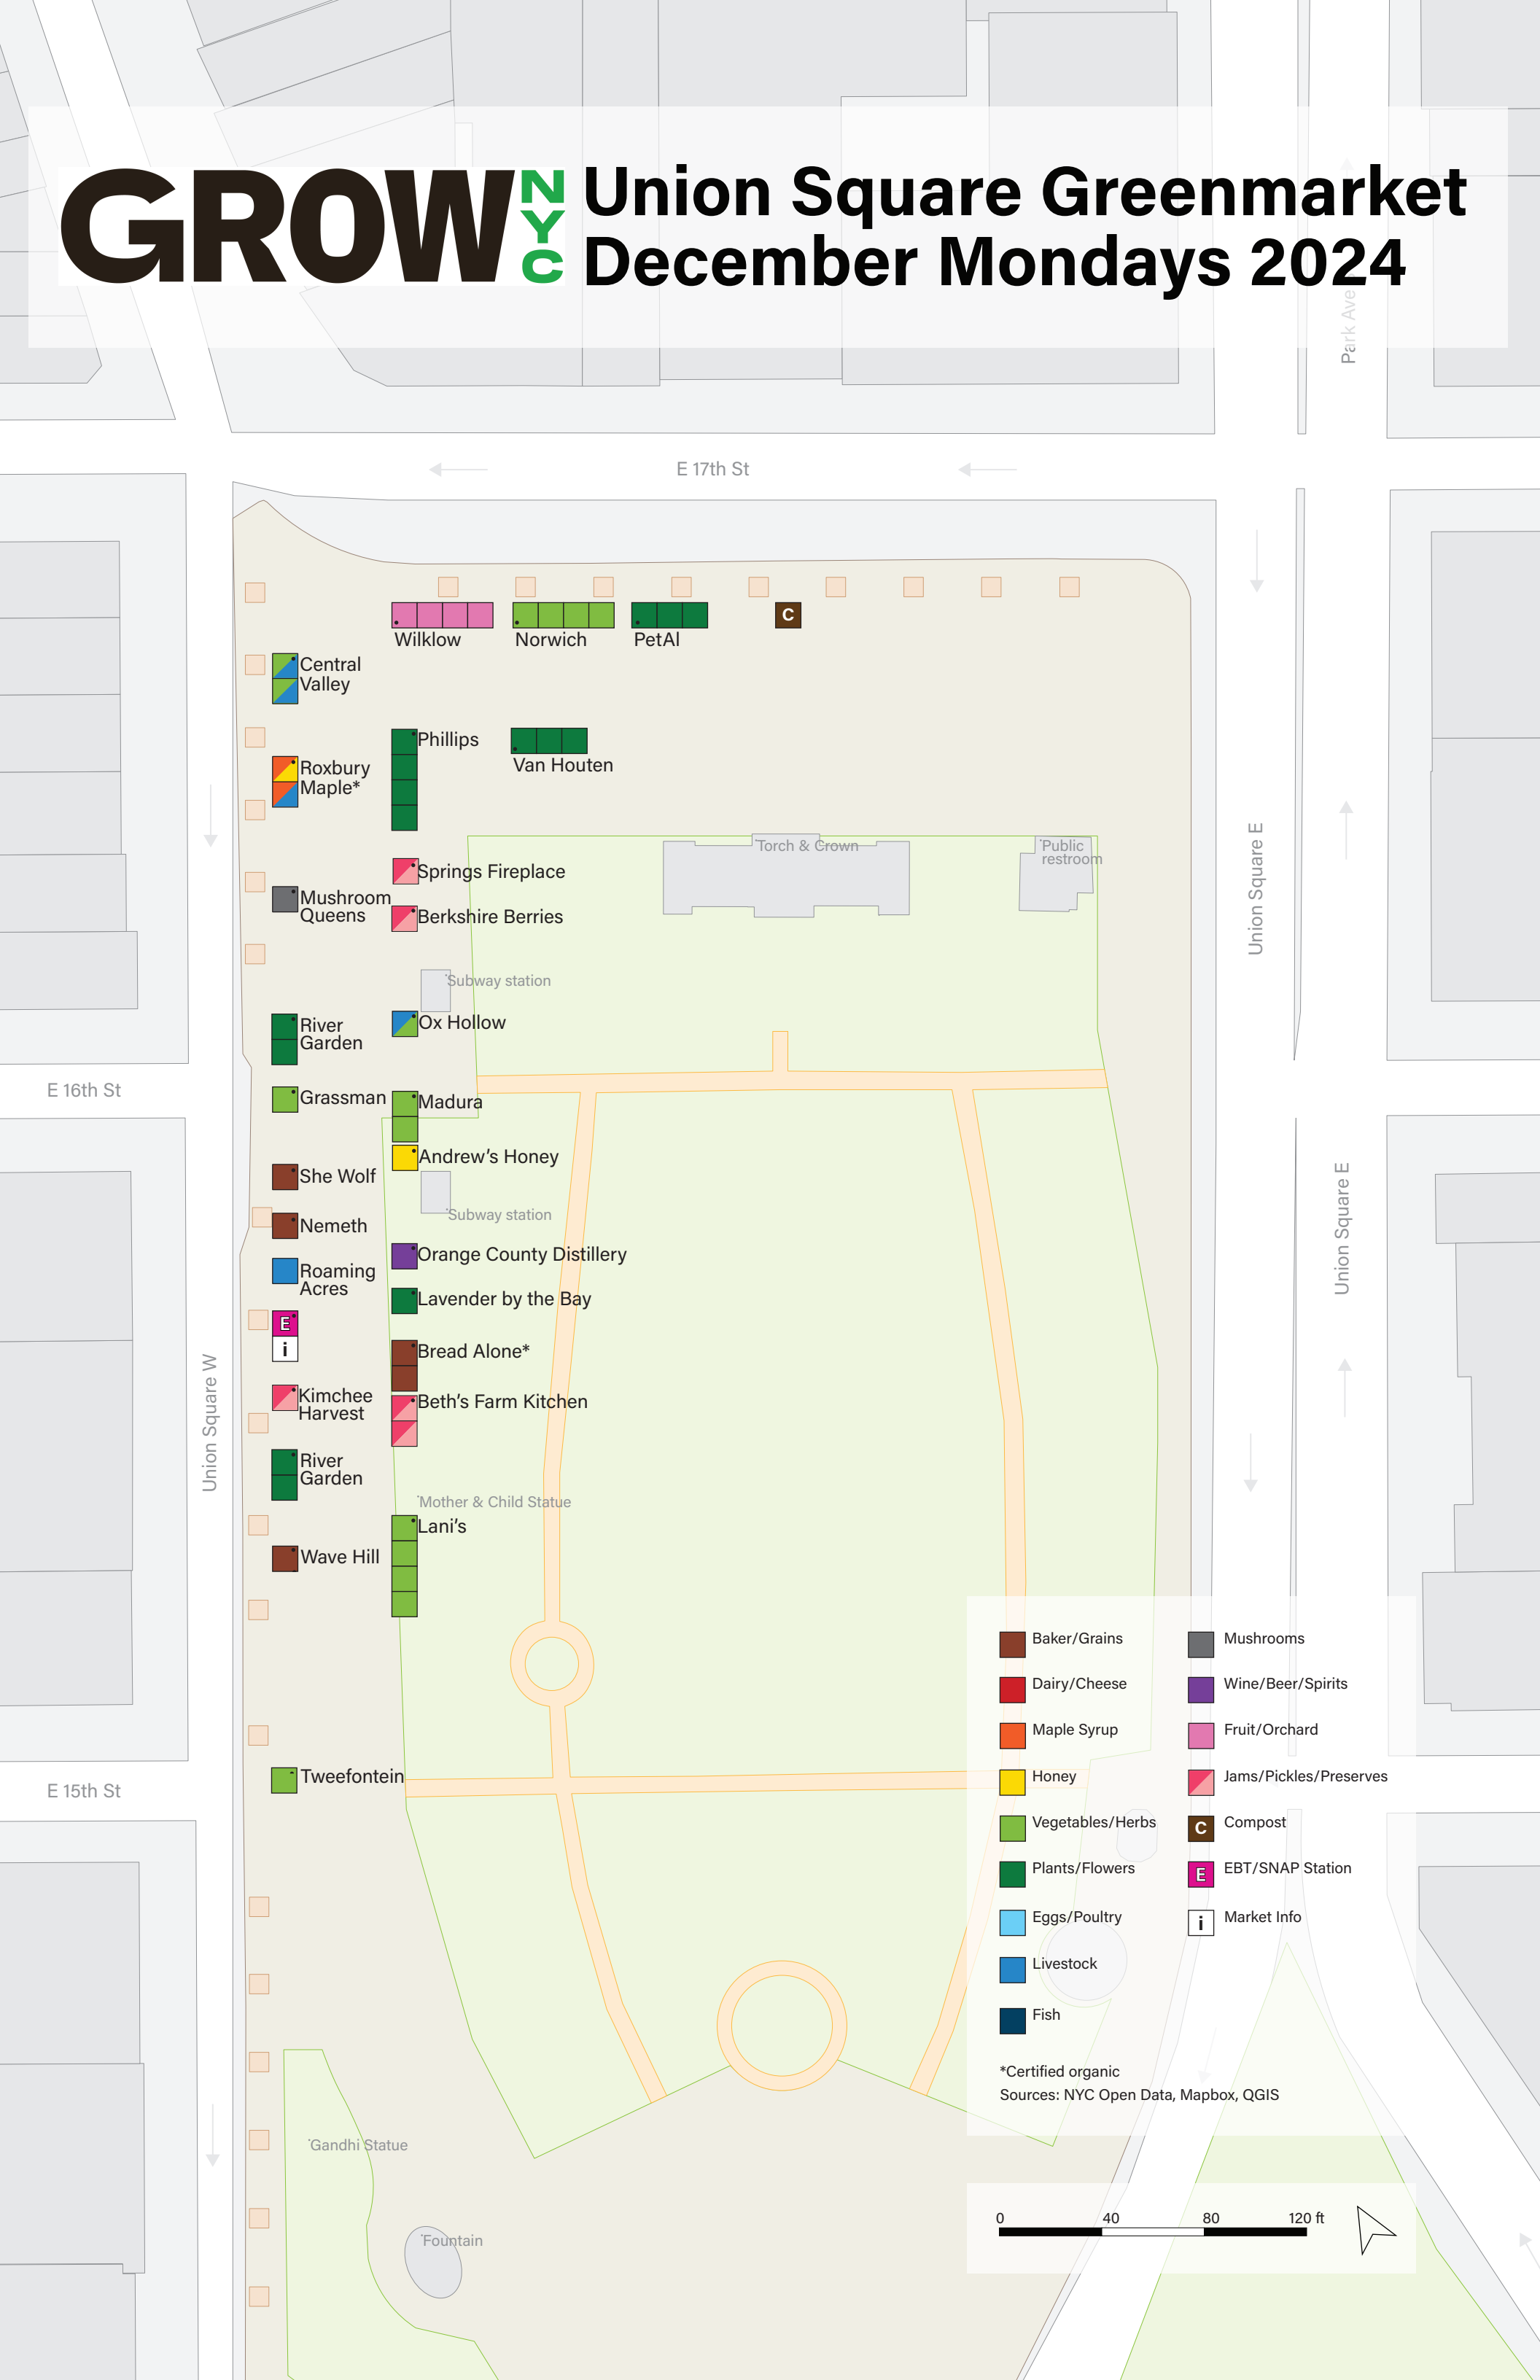 GROW NYC
Union Square Greenmarket
December Mondays 2024
Park Ave
E 17th St
Wilklow
Norwich
PetAl
C
Central
Valley
Phillips
Van Houten
Roxbury
Maple*
Torch & Crown
Public
restroom
Union Square E
Springs Fireplace
Mushroom
Queens
Berkshire Berries
Subway station
Ox Hollow
River
Garden
E 16th St
Grassman
Madura
Andrew's Honey
She Wolf
Subway station
Union Square E
Nemeth
Orange County Distillery
Roaming
Acres
Lavender by the Bay
E
i
Bread Alone*
Union Square W
Kimchee
Harvest
Beth's Farm Kitchen
River
Garden
Mother & Child Statue
Lani's
Wave Hill
Tweefontein
E 15th St
Baker/Grains
Dairy/Cheese
Maple Syrup
Honey
Vegetables/Herbs
Plants/Flowers
Eggs/Poultry
Livestock
Fish
Mushrooms
Wine/Beer/Spirits
Fruit/Orchard
Jams/Pickles/Preserves
C Compost
E EBT/SNAP Station
i Market Info
*Certified organic
Sources: NYC Open Data, Mapbox, QGIS
Gandhi Statue
Fountain
0 40 80 120 ft